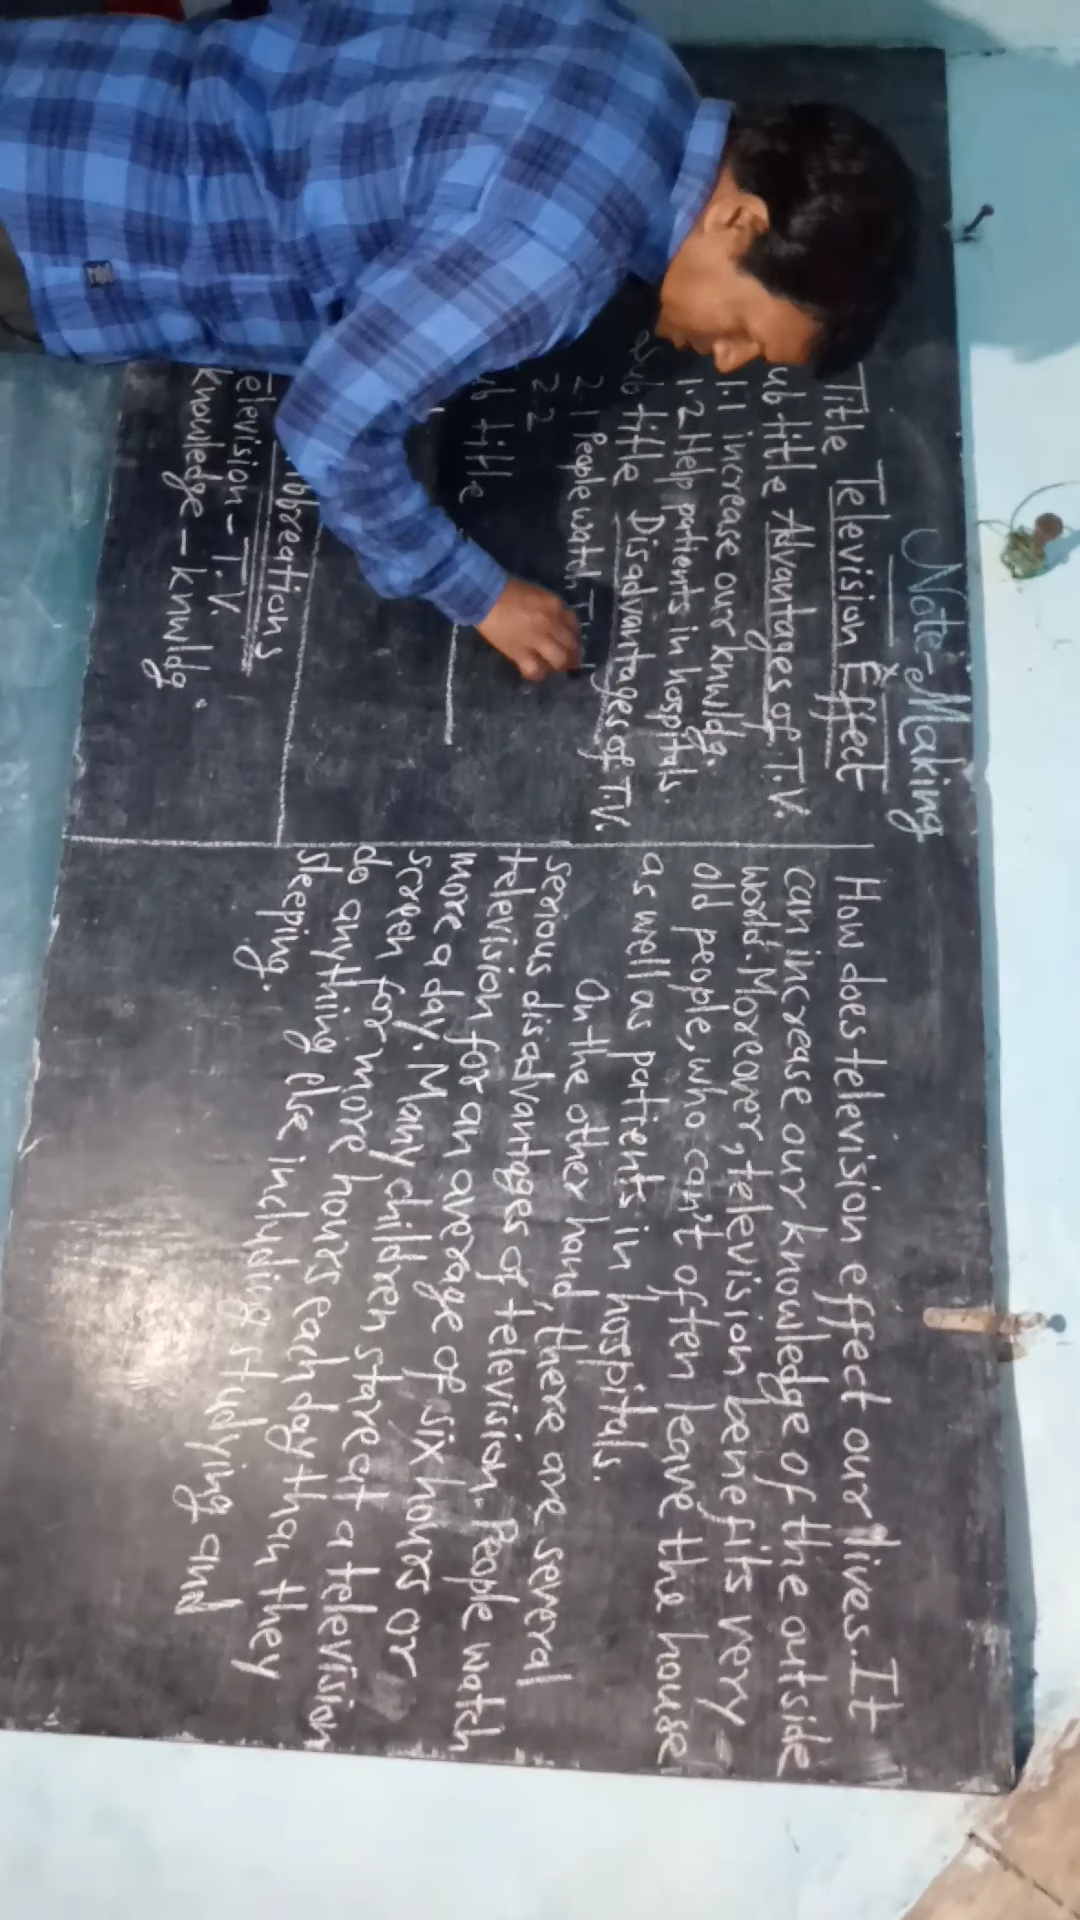 Note-Making
Title Television Effect
ub title Advantages of T.V.
1.1 increase our knwldg.
1.2 Help patients in hospitals.
sub title Disadvantages of T.V.
2.1 People watch T
2.2
ub title
bbreations
elevision - T.V.
knowledge - knwldg.
How does television effect our lives. It
can increase our knowledge of the outside
world. Moreover, television benefits very
old people, who can't often leave the house
as well as patients in hospitals.
On the other hand, there are several
serious disadvantages of television. People watch
television for an average of six hours or
more a day. Many children stare at a television
screen for more hours each day than they
do anything else including studying and
sleeping.